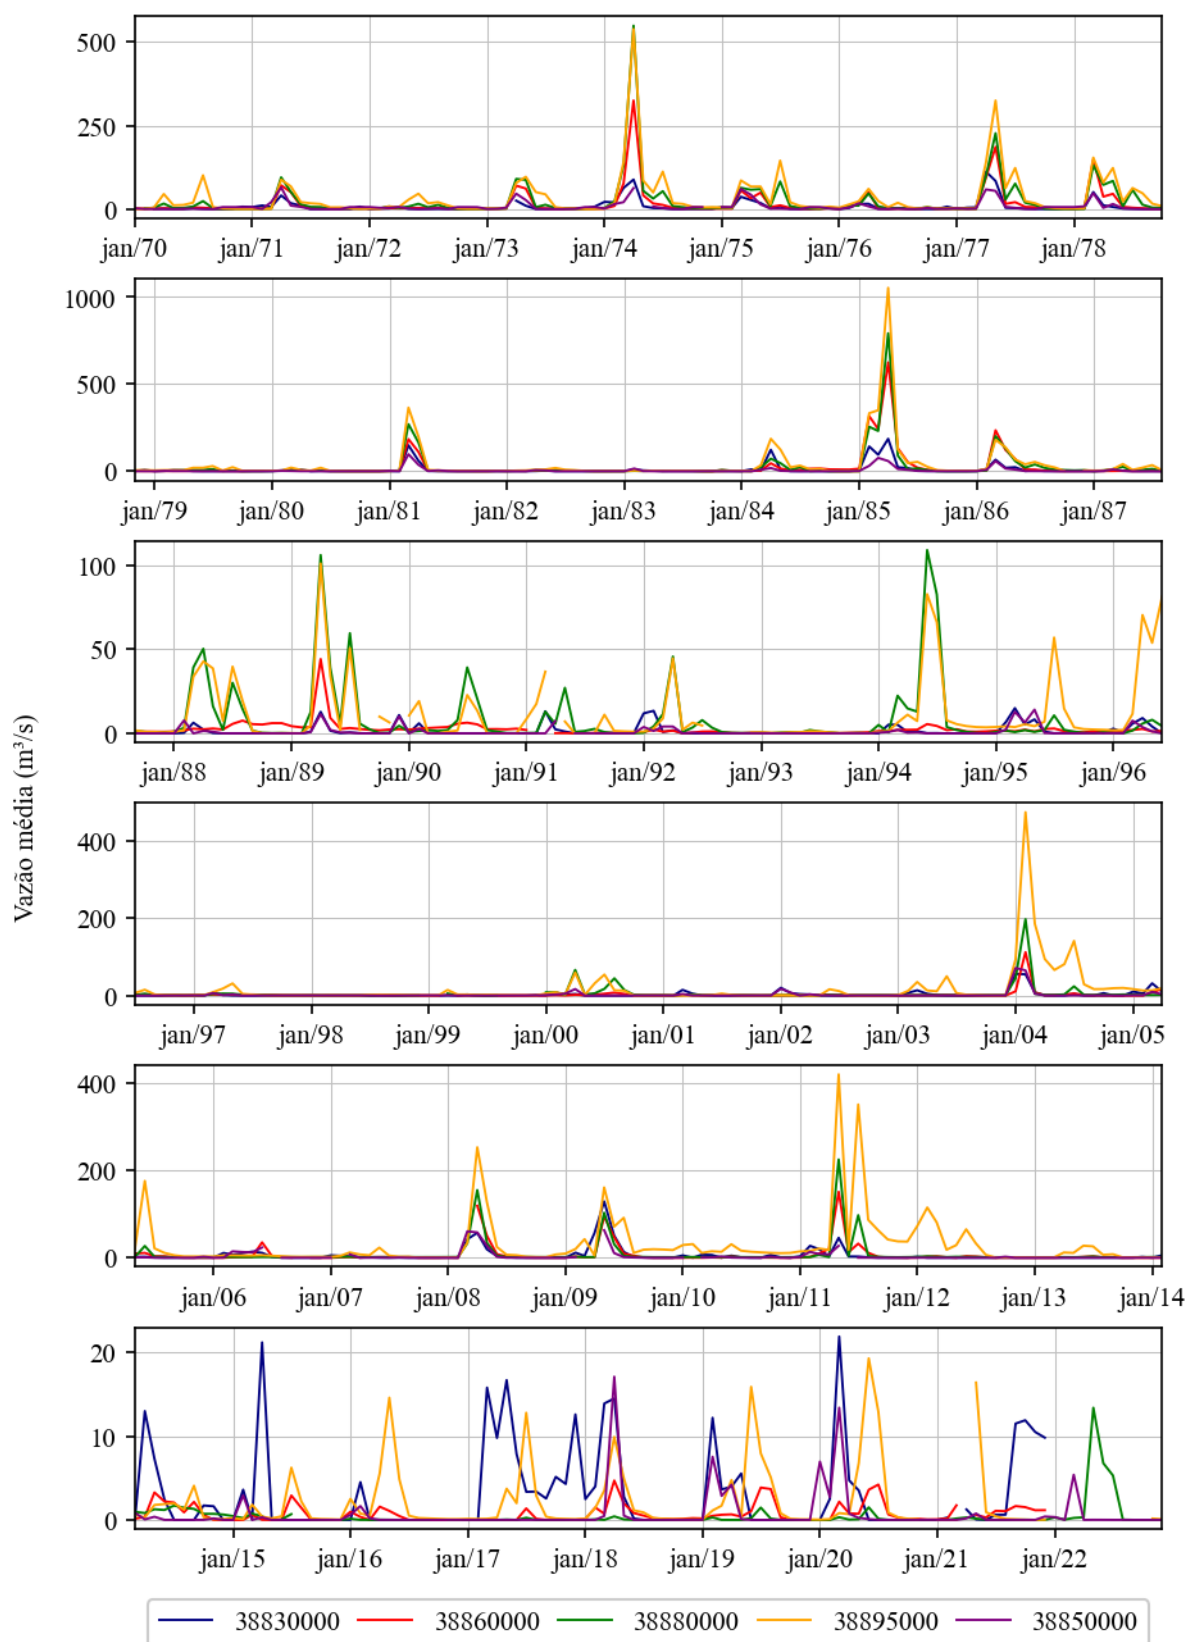 500
250
0
jan/70 jan/71 jan/72 jan/73 jan/74 jan/75 jan/76 jan/77 jan/78
1000
500
0
jan/79 jan/80 jan/81 jan/82 jan/83 jan/84 jan/85 jan/86 jan/87
100
50
0
jan/88 jan/89 jan/90 jan/91 jan/92 jan/93 jan/94 jan/95 jan/96
Vazão média (m³/s)
400
200
0
jan/97 jan/98 jan/99 jan/00 jan/01 jan/02 jan/03 jan/04 jan/05
400
200
0
jan/06 jan/07 jan/08 jan/09 jan/10 jan/11 jan/12 jan/13 jan/14
20
10
0
jan/15 jan/16 jan/17 jan/18 jan/19 jan/20 jan/21 jan/22
38830000 38860000 38880000 38895000 38850000